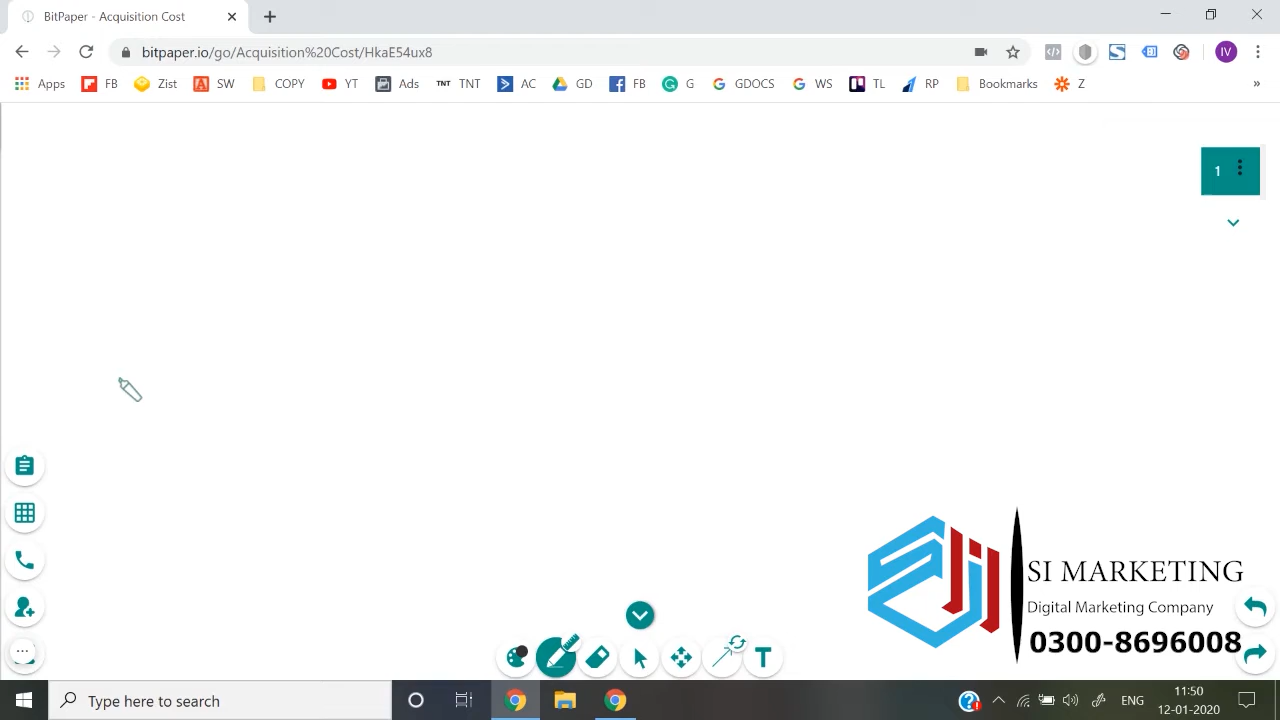 BitPaper - Acquisition Cost
bitpaper.io/go/Acquisition%20Cost/HkaE54ux8
IV
Apps FB Zist SW COPY YT Ads TNT TNT AC GD FB G GDOCS WS TL RP Bookmarks Z »
1
SI MARKETING
Digital Marketing Company
0300-8696008
T
Type here to search
ENG
11:50
12-01-2020